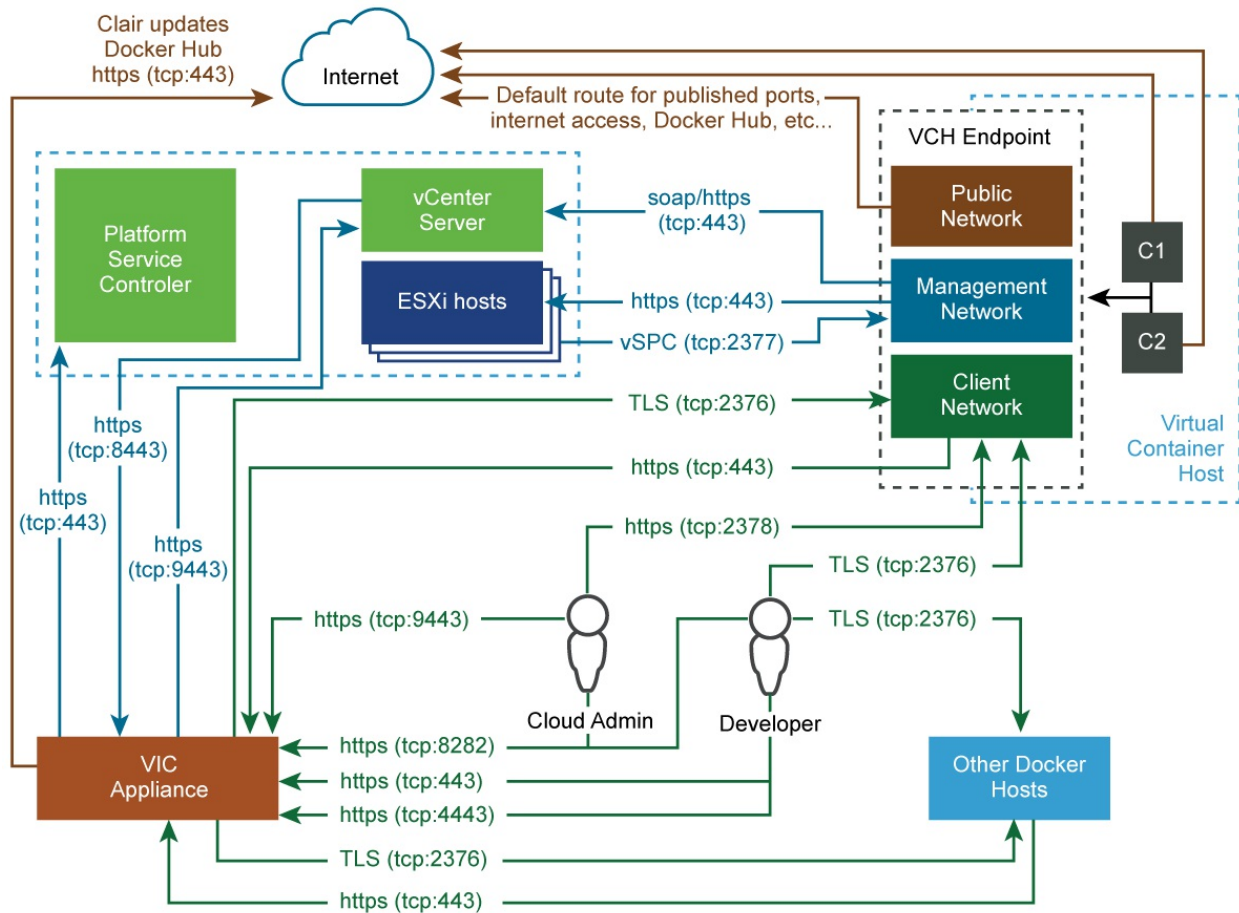 Clair updates
Docker Hub
https (tcp:443)
Internet
Default route for published ports,
internet access, Docker Hub, etc...
VCH Endpoint
Public
Network
Management
Network
Client
Network
C1
C2
Virtual
Container
Host
Platform
Service
Controler
vCenter
Server
ESXi hosts
soap/https
(tcp:443)
https (tcp:443)
vSPC (tcp:2377)
TLS (tcp:2376)
https (tcp:443)
https
(tcp:443)
https
(tcp:8443)
https
(tcp:9443)
https (tcp:2378)
TLS (tcp:2376)
https (tcp:9443)
TLS (tcp:2376)
Cloud Admin
Developer
https (tcp:8282)
https (tcp:443)
https (tcp:4443)
VIC
Appliance
Other Docker
Hosts
TLS (tcp:2376)
https (tcp:443)